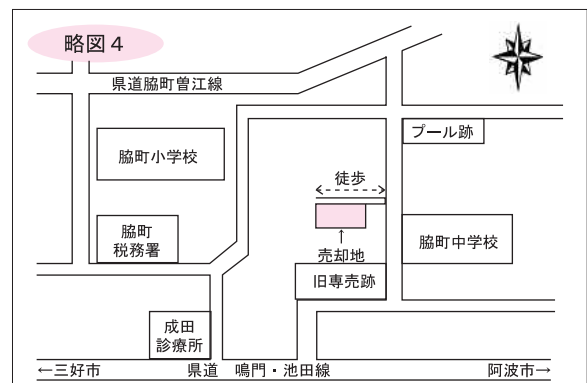 略図４
県道脇町曽江線
プール跡
脇町小学校
徒歩
脇町
税務署
脇町中学校
↑
売却地
旧専売跡
成田
診療所
←三好市
県道　鳴門・池田線
阿波市→